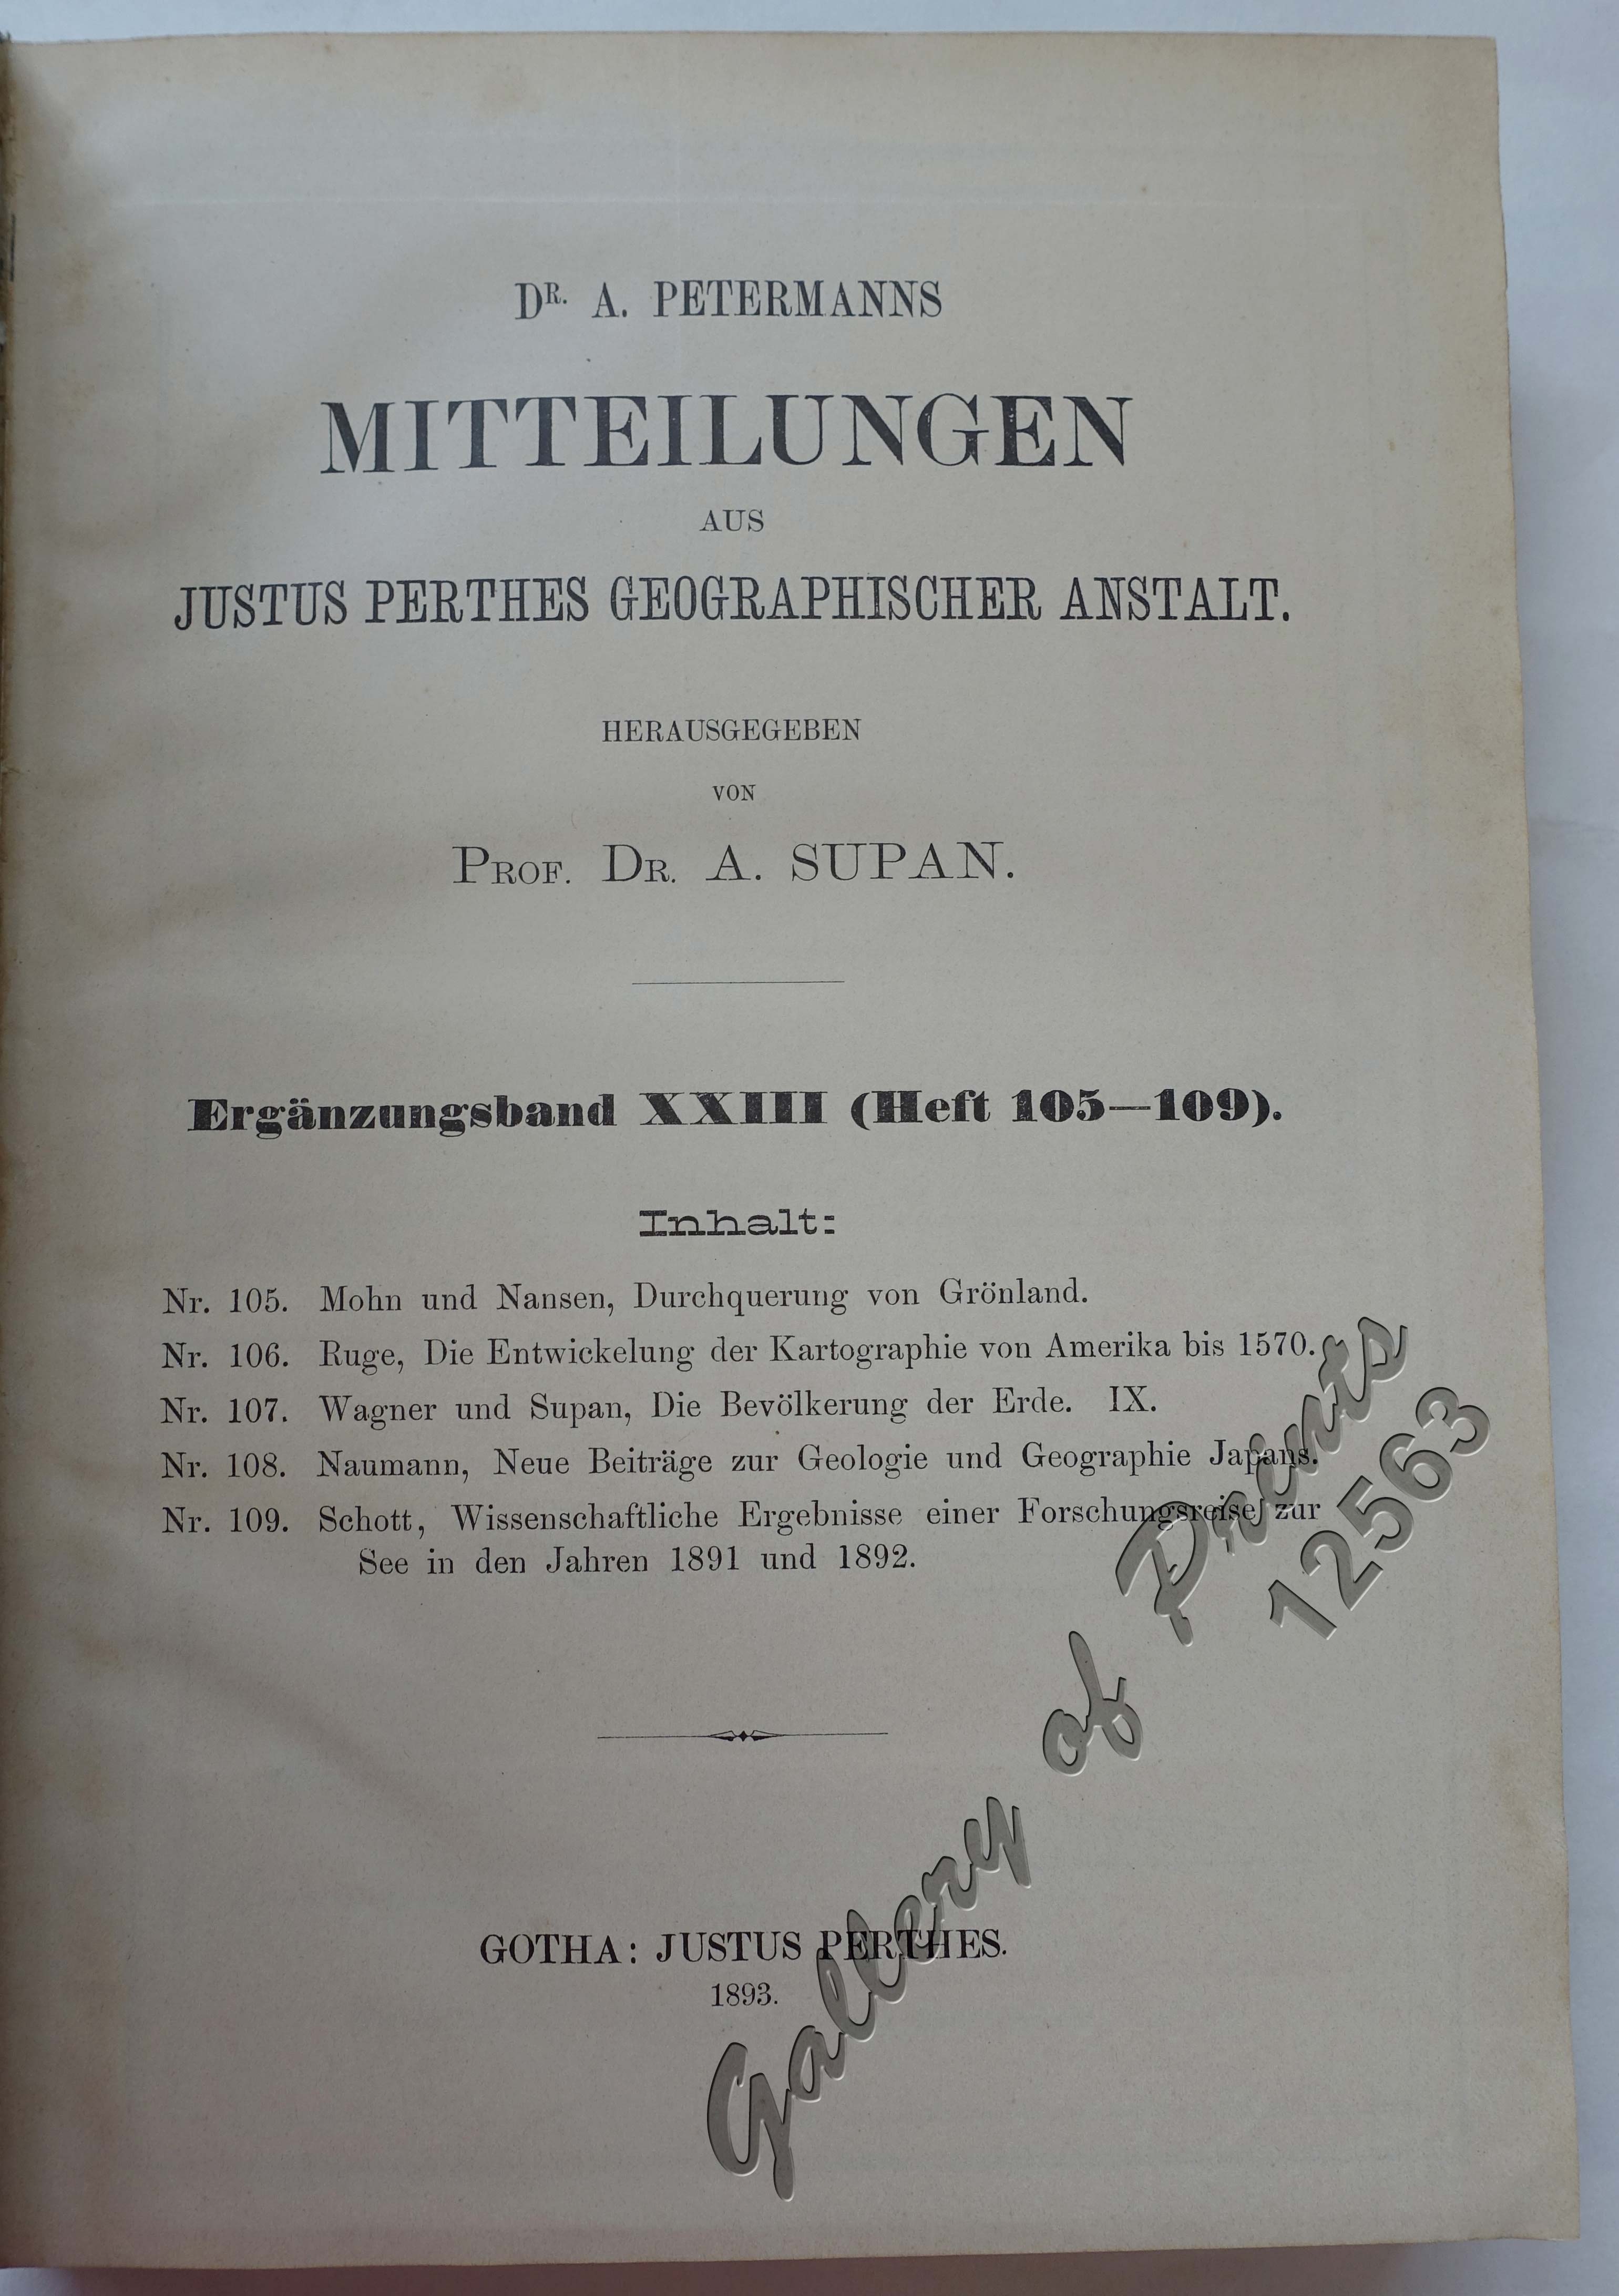 DR. A. PETERMANNS
MITTEILUNGEN
AUS
JUSTUS PERTHES GEOGRAPHISCHER ANSTALT.
HERAUSGEGEBEN
VON
PROF. DR. A. SUPAN.
Ergänzungsband XXIII (Heft 105—109).
Inhalt:
Nr. 105. Mohn und Nansen, Durchquerung von Grönland.
Nr. 106. Ruge, Die Entwickelung der Kartographie von Amerika bis 1570.
Nr. 107. Wagner und Supan, Die Bevölkerung der Erde. IX.
Nr. 108. Naumann, Neue Beiträge zur Geologie und Geographie Japans.
Nr. 109. Schott, Wissenschaftliche Ergebnisse einer Forschungsreise zur
See in den Jahren 1891 und 1892.
GOTHA: JUSTUS PERTHES.
1893.
Gallery of Prints
12563